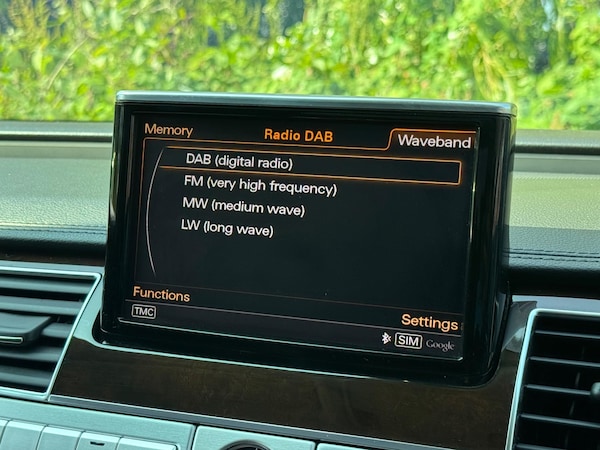 Memory
Radio DAB
Waveband
DAB (digital radio)
FM (very high frequency)
MW (medium wave)
LW (long wave)
Functions
Settings
TMC
SIM
Google